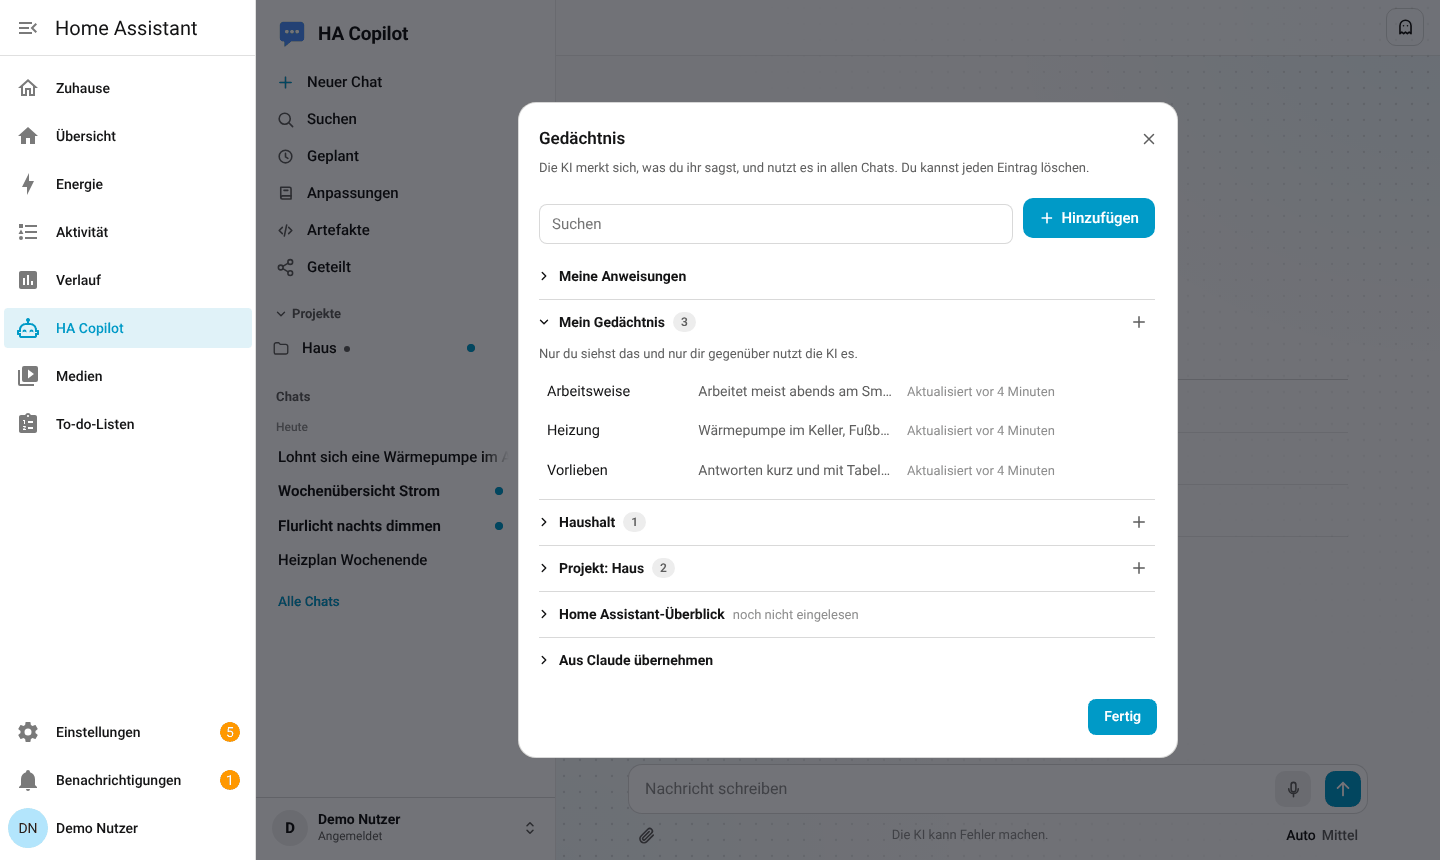 Home Assistant
Zuhause
Übersicht
Energie
Aktivität
Verlauf
HA Copilot
Medien
To-do-Listen
Einstellungen
5
Benachrichtigungen
1
DN
Demo Nutzer
HA Copilot
Neuer Chat
Suchen
Geplant
Anpassungen
Artefakte
Geteilt
Projekte
Haus
Chats
Heute
Lohnt sich eine Wärmepumpe im
Wochenübersicht Strom
Flurlicht nachts dimmen
Heizplan Wochenende
Alle Chats
D
Demo Nutzer
Angemeldet
Gedächtnis
Die KI merkt sich, was du ihr sagst, und nutzt es in allen Chats. Du kannst jeden Eintrag löschen.
Suchen
Hinzufügen
Meine Anweisungen
Mein Gedächtnis 3
Nur du siehst das und nur dir gegenüber nutzt die KI es.
Arbeitsweise Arbeitet meist abends am Sm… Aktualisiert vor 4 Minuten
Heizung Wärmepumpe im Keller, Fußb… Aktualisiert vor 4 Minuten
Vorlieben Antworten kurz und mit Tabel… Aktualisiert vor 4 Minuten
Haushalt 1
Projekt: Haus 2
Home Assistant-Überblick noch nicht eingelesen
Aus Claude übernehmen
Fertig
Nachricht schreiben
Die KI kann Fehler machen.
Auto Mittel